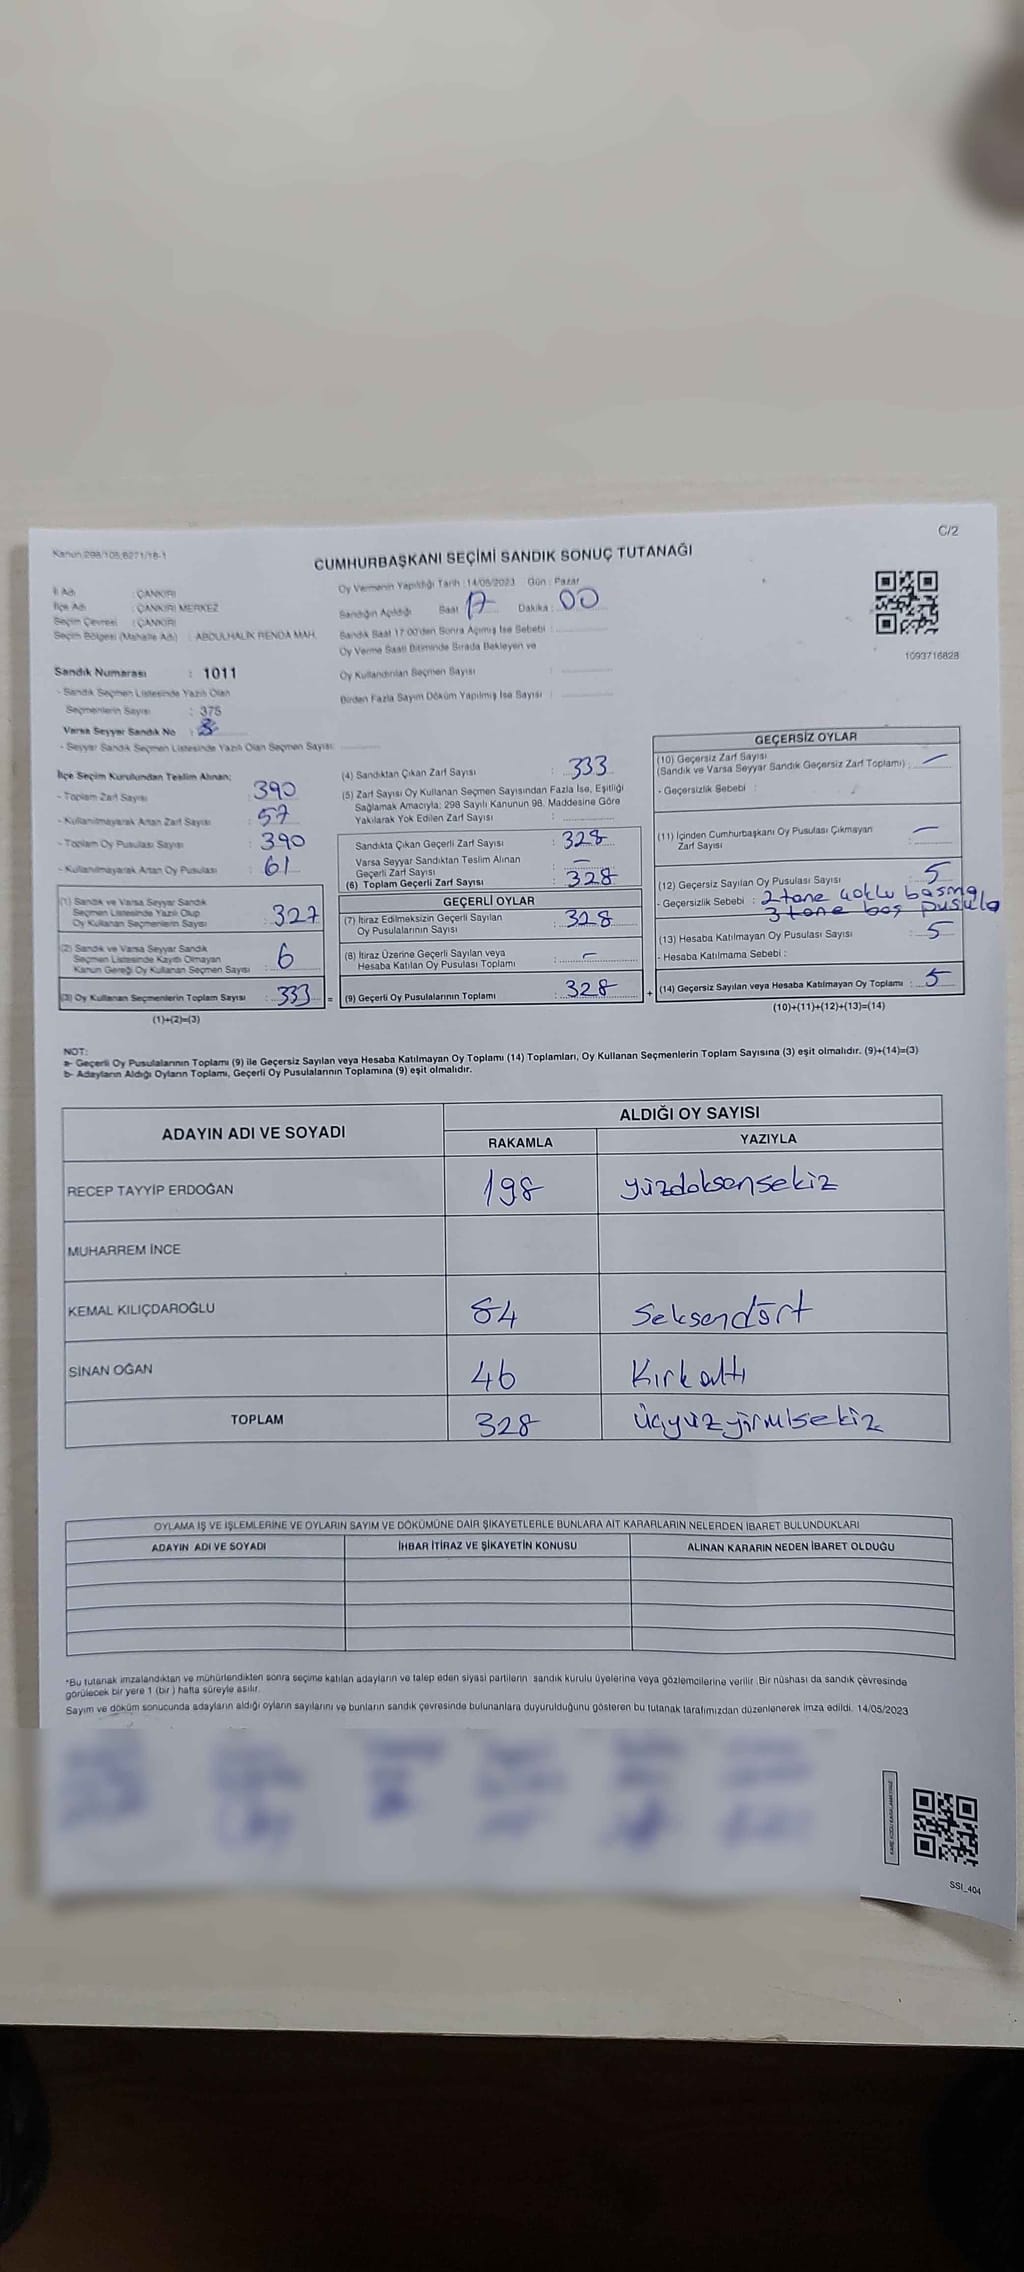 C/2
Kanun:298/105,6271/18-1
CUMHURBAŞKANI SEÇİMİ SANDIK SONUÇ TUTANAĞI
İl Adı : ÇANKIRI
İlçe Adı : ÇANKIRI MERKEZ
Seçim Çevresi : ÇANKIRI
Seçim Bölgesi (Mahalle Adı) : ABDULHALİK RENDA MAH.
Oy Vermenin Yapıldığı Tarih :14/05/2023 Gün : Pazar
Sandığın Açıldığı Saat 17 Dakika : 00
Sandık Saat 17:00'den Sonra Açımış İse Sebebi :
Oy Verme Saati Bitiminde Sırada Bekleyen ve
Oy Kullandırılan Seçmen Sayısı :
Birden Fazla Sayım Döküm Yapılmış İse Sayısı :
1093716828
Sandık Numarası : 1011
- Sandık Seçmen Listesinde Yazılı Olan
Seçmenlerin Sayısı : 375
Varsa Seyyar Sandık No :
- Seyyar Sandık Seçmen Listesinde Yazılı Olan Seçmen Sayısı:
İlçe Seçim Kurulundan Teslim Alınan;
- Toplam Zarf Sayısı : 390
- Kullanılmayarak Artan Zarf Sayısı : 57
- Toplam Oy Pusulası Sayısı : 390
- Kullanılmayarak Artan Oy Pusulası : 61
(1) Sandık ve Varsa Seyyar Sandık
Seçmen Listesinde Yazılı Olup
Oy Kullanan Seçmenlerin Sayısı : 327
(2) Sandık ve Varsa Seyyar Sandık
Seçmen Listesinde Kayıtlı Olmayan
Kanun Gereği Oy Kullanan Seçmen Sayısı : 6
(3) Oy Kullanan Seçmenlerin Toplam Sayısı : 333 =
(1)+(2)=(3)
(4) Sandıktan Çıkan Zarf Sayısı : 333
(5) Zarf Sayısı Oy Kullanan Seçmen Sayısından Fazla İse, Eşitliği
Sağlamak Amacıyla; 298 Sayılı Kanunun 98. Maddesine Göre
Yakılarak Yok Edilen Zarf Sayısı :
Sandıkta Çıkan Geçerli Zarf Sayısı : 328
Varsa Seyyar Sandıktan Teslim Alınan
Geçerli Zarf Sayısı : —
(6) Toplam Geçerli Zarf Sayısı : 328
GEÇERLİ OYLAR
(7) İtiraz Edilmeksizin Geçerli Sayılan
Oy Pusulalarının Sayısı : 328
(8) İtiraz Üzerine Geçerli Sayılan veya
Hesaba Katılan Oy Pusulası Toplamı : —
(9) Geçerli Oy Pusulalarının Toplamı : 328 +
GEÇERSİZ OYLAR
(10) Geçersiz Zarf Sayısı
(Sandık ve Varsa Seyyar Sandık Geçersiz Zarf Toplamı) : —
- Geçersizlik Sebebi :
(11) İçinden Cumhurbaşkanı Oy Pusulası Çıkmayan
Zarf Sayısı : —
(12) Geçersiz Sayılan Oy Pusulası Sayısı : 5
- Geçersizlik Sebebi : 2 tane çoklu basma,
3 tane boş pusula
(13) Hesaba Katılmayan Oy Pusulası Sayısı : 5
- Hesaba Katılmama Sebebi :
(14) Geçersiz Sayılan veya Hesaba Katılmayan Oy Toplamı : 5
(10)+(11)+(12)+(13)=(14)
NOT:
a- Geçerli Oy Pusulalarının Toplamı (9) ile Geçersiz Sayılan veya Hesaba Katılmayan Oy Toplamı (14) Toplamları, Oy Kullanan Seçmenlerin Toplam Sayısına (3) eşit olmalıdır. (9)+(14)=(3)
b- Adayların Aldığı Oyların Toplamı, Geçerli Oy Pusulalarının Toplamına (9) eşit olmalıdır.
ADAYIN ADI VE SOYADI
ALDIĞI OY SAYISI
RAKAMLA YAZIYLA
RECEP TAYYİP ERDOĞAN 198 yüzdoksansekiz
MUHARREM İNCE
KEMAL KILIÇDAROĞLU 84 Seksendört
SİNAN OĞAN 46 Kırkaltı
TOPLAM 328 üçyüzyirmisekiz
OYLAMA İŞ VE İŞLEMLERİNE VE OYLARIN SAYIM VE DÖKÜMÜNE DAİR ŞİKAYETLERLE BUNLARA AİT KARARLARIN NELERDEN İBARET BULUNDUKLARI
ADAYIN ADI VE SOYADI İHBAR İTİRAZ VE ŞİKAYETİN KONUSU ALINAN KARARIN NEDEN İBARET OLDUĞU
*Bu tutanak imzalandıktan ve mühürlendikten sonra seçime katılan adayların ve talep eden siyasi partilerin sandık kurulu üyelerine veya gözlemcilerine verilir. Bir nüshası da sandık çevresinde
görülecek bir yere 1 (bir) hafta süreyle asılır.
Sayım ve döküm sonucunda adayların aldığı oyların sayılarını ve bunların sandık çevresinde bulunanlara duyurulduğunu gösteren bu tutanak tarafımızdan düzenlenerek imza edildi. 14/05/2023
SSI_404